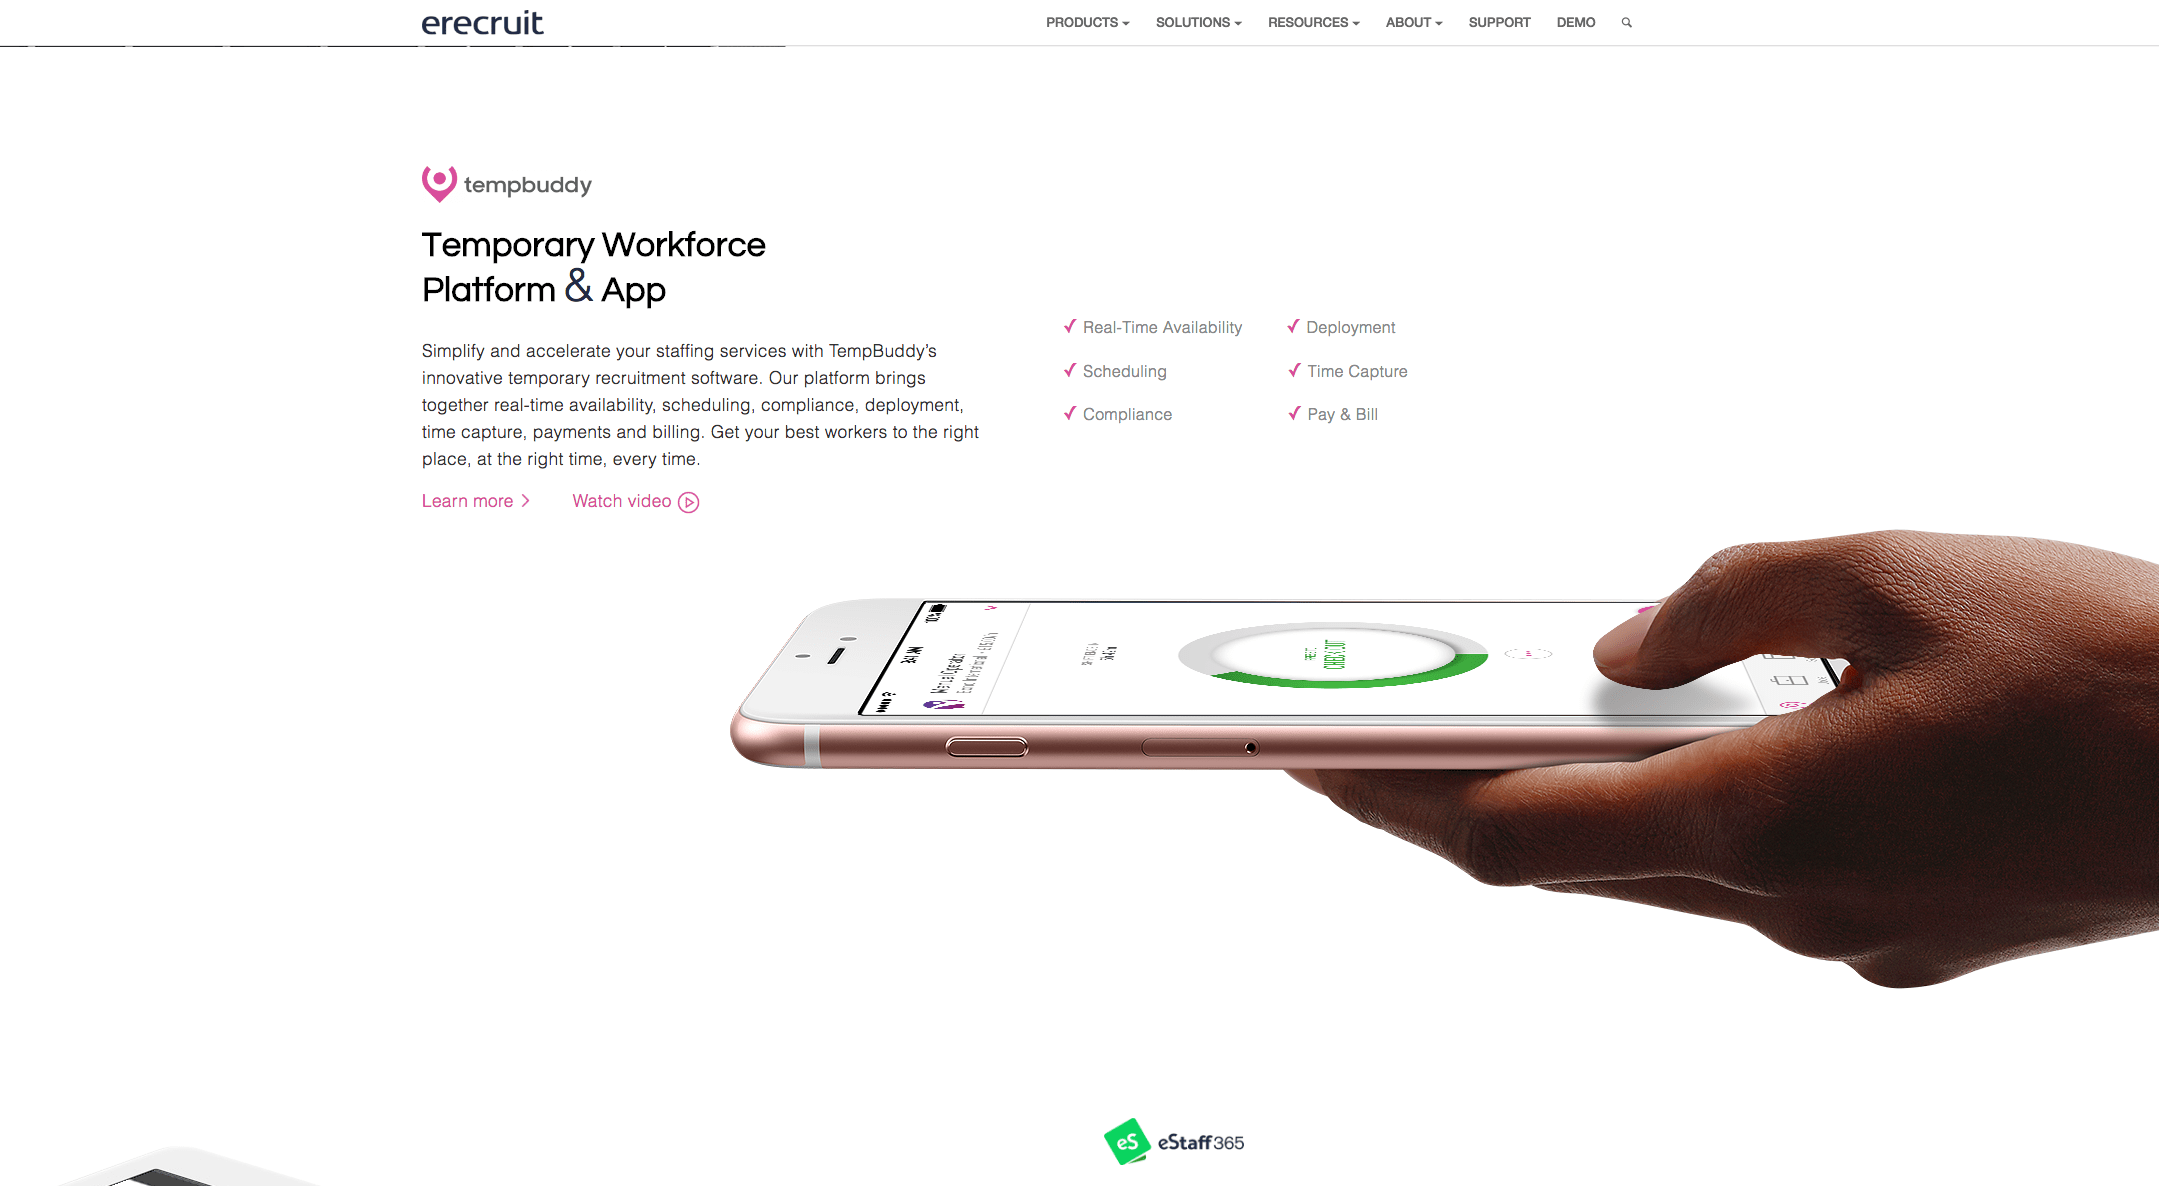 erecruit
PRODUCTS
SOLUTIONS
RESOURCES
ABOUT
SUPPORT
DEMO
tempbuddy
Temporary Workforce
Platform & App
Simplify and accelerate your staffing services with TempBuddy’s
innovative temporary recruitment software. Our platform brings
together real-time availability, scheduling, compliance, deployment,
time capture, payments and billing. Get your best workers to the right
place, at the right time, every time.
Learn more
Watch video
Real-Time Availability
Deployment
Scheduling
Time Capture
Compliance
Pay & Bill
CHECK OUT
eS eStaff365